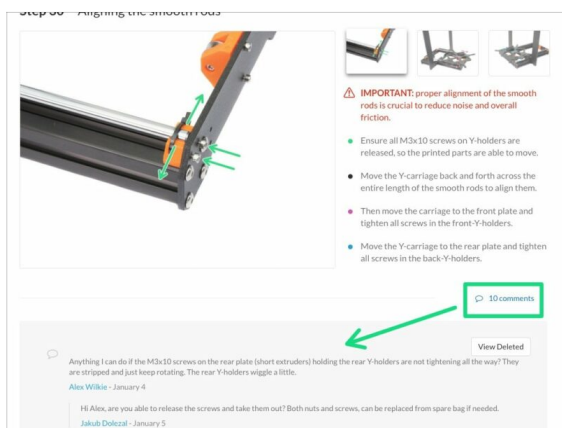 Step 30 – Aligning the smooth rods
IMPORTANT: proper alignment of the smooth
rods is crucial to reduce noise and overall
friction.
Ensure all M3x10 screws on Y-holders are
released, so the printed parts are able to move.
Move the Y-carriage back and forth across the
entire length of the smooth rods to align them.
Then move the carriage to the front plate and
tighten all screws in the front-Y-holders.
Move the Y-carriage to the rear plate and tighten
all screws in the back-Y-holders.
10 comments
View Deleted
Anything I can do if the M3x10 screws on the rear plate (short extruders) holding the rear Y-holders are not tightening all the way? They
are stripped and just keep rotating. The rear Y-holders wiggle a little.
Alex Wilkie - January 4
Hi Alex, are you able to release the screws and take them out? Both nuts and screws, can be replaced from spare bag if needed.
Jakub Dolezal - January 5